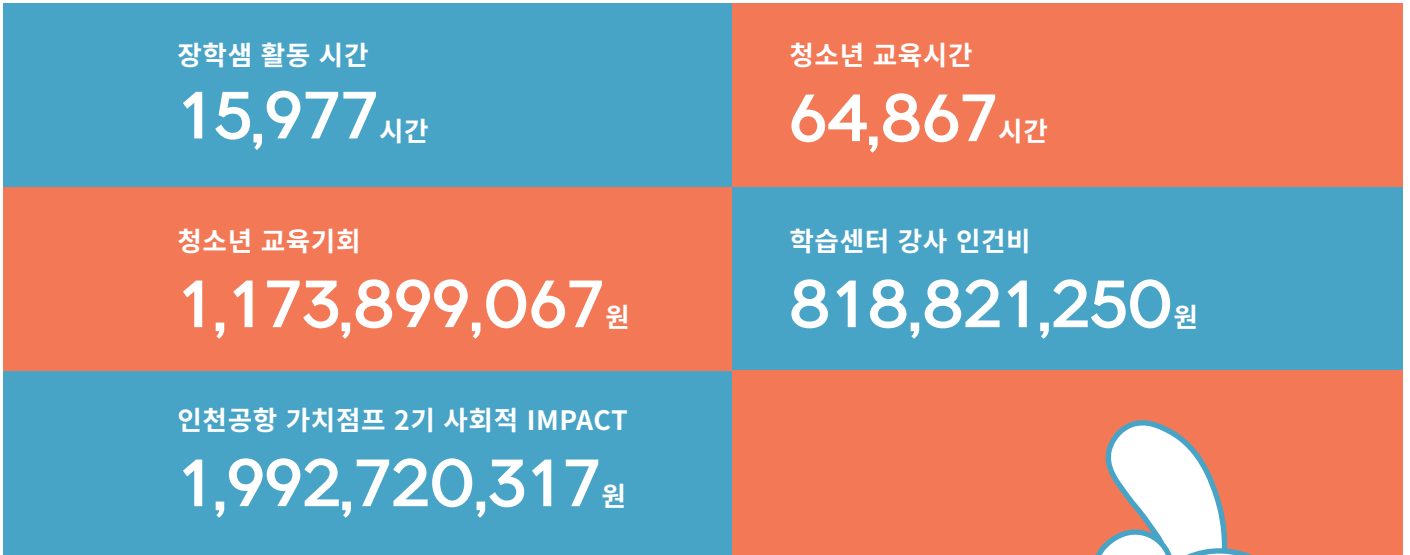 장학샘 활동 시간
15,977시간
청소년 교육시간
64,867시간
청소년 교육기회
1,173,899,067원
학습센터 강사 인건비
818,821,250원
인천공항 가치점프 2기 사회적 IMPACT
1,992,720,317원